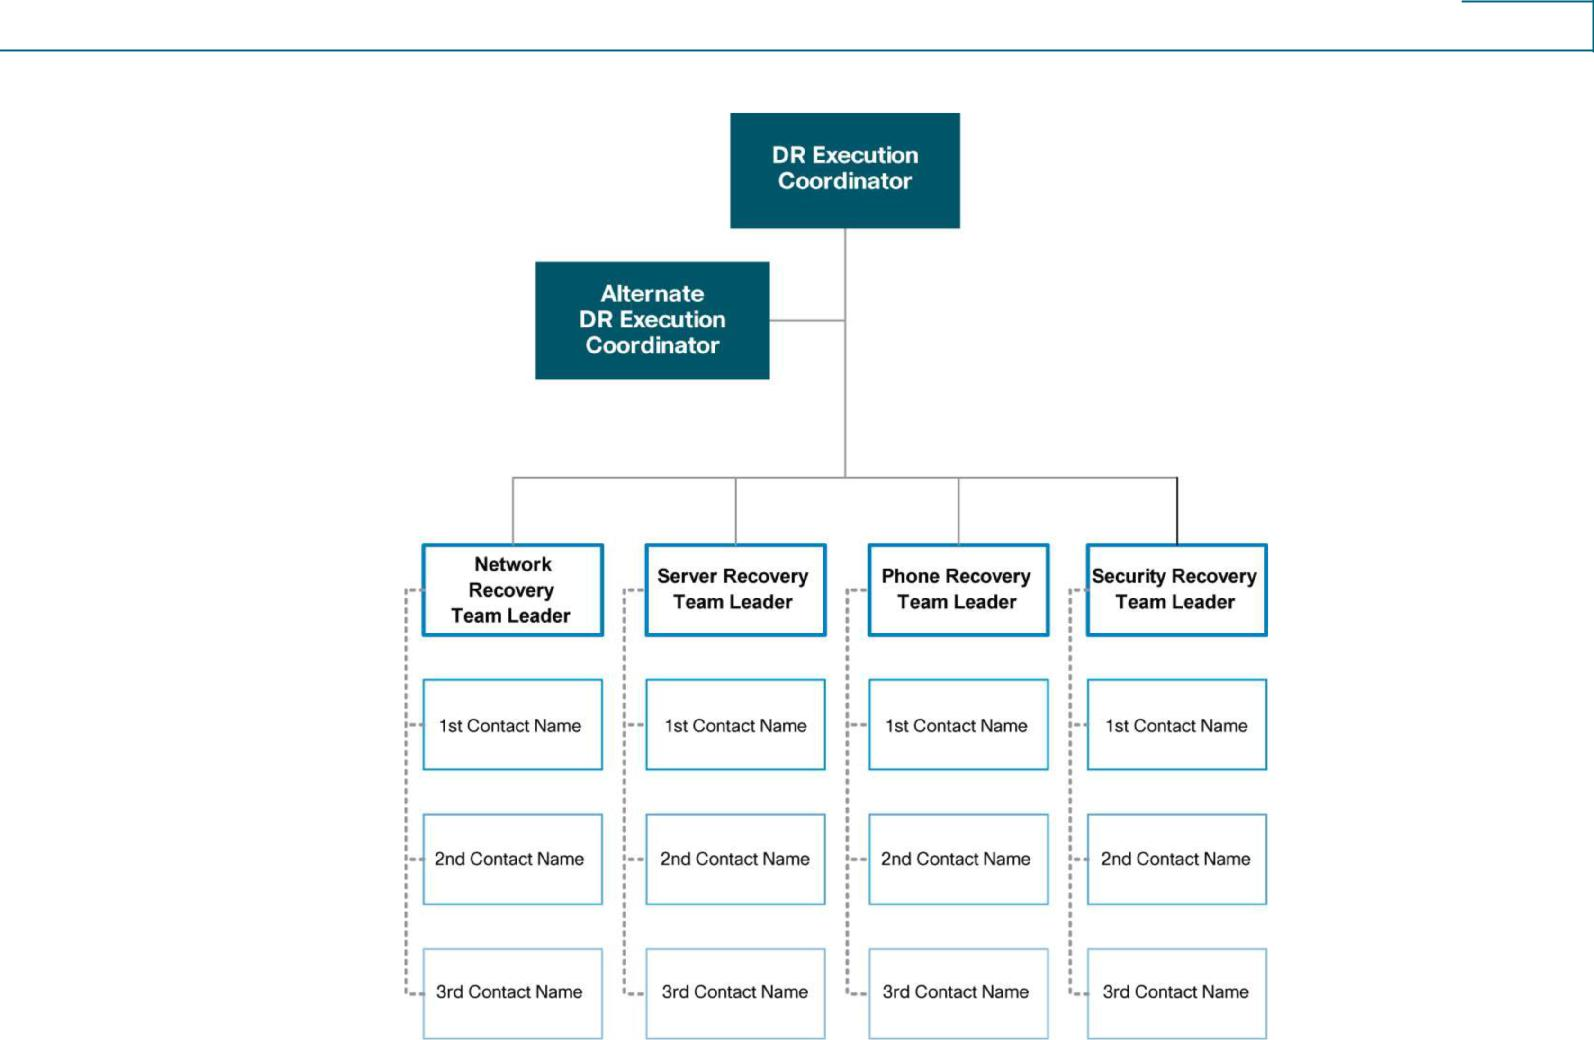 DR Execution
Coordinator
Alternate
DR Execution
Coordinator
Network
Recovery
Team Leader
Server Recovery
Team Leader
Phone Recovery
Team Leader
Security Recovery
Team Leader
1st Contact Name
1st Contact Name
1st Contact Name
1st Contact Name
2nd Contact Name
2nd Contact Name
2nd Contact Name
2nd Contact Name
3rd Contact Name
3rd Contact Name
3rd Contact Name
3rd Contact Name